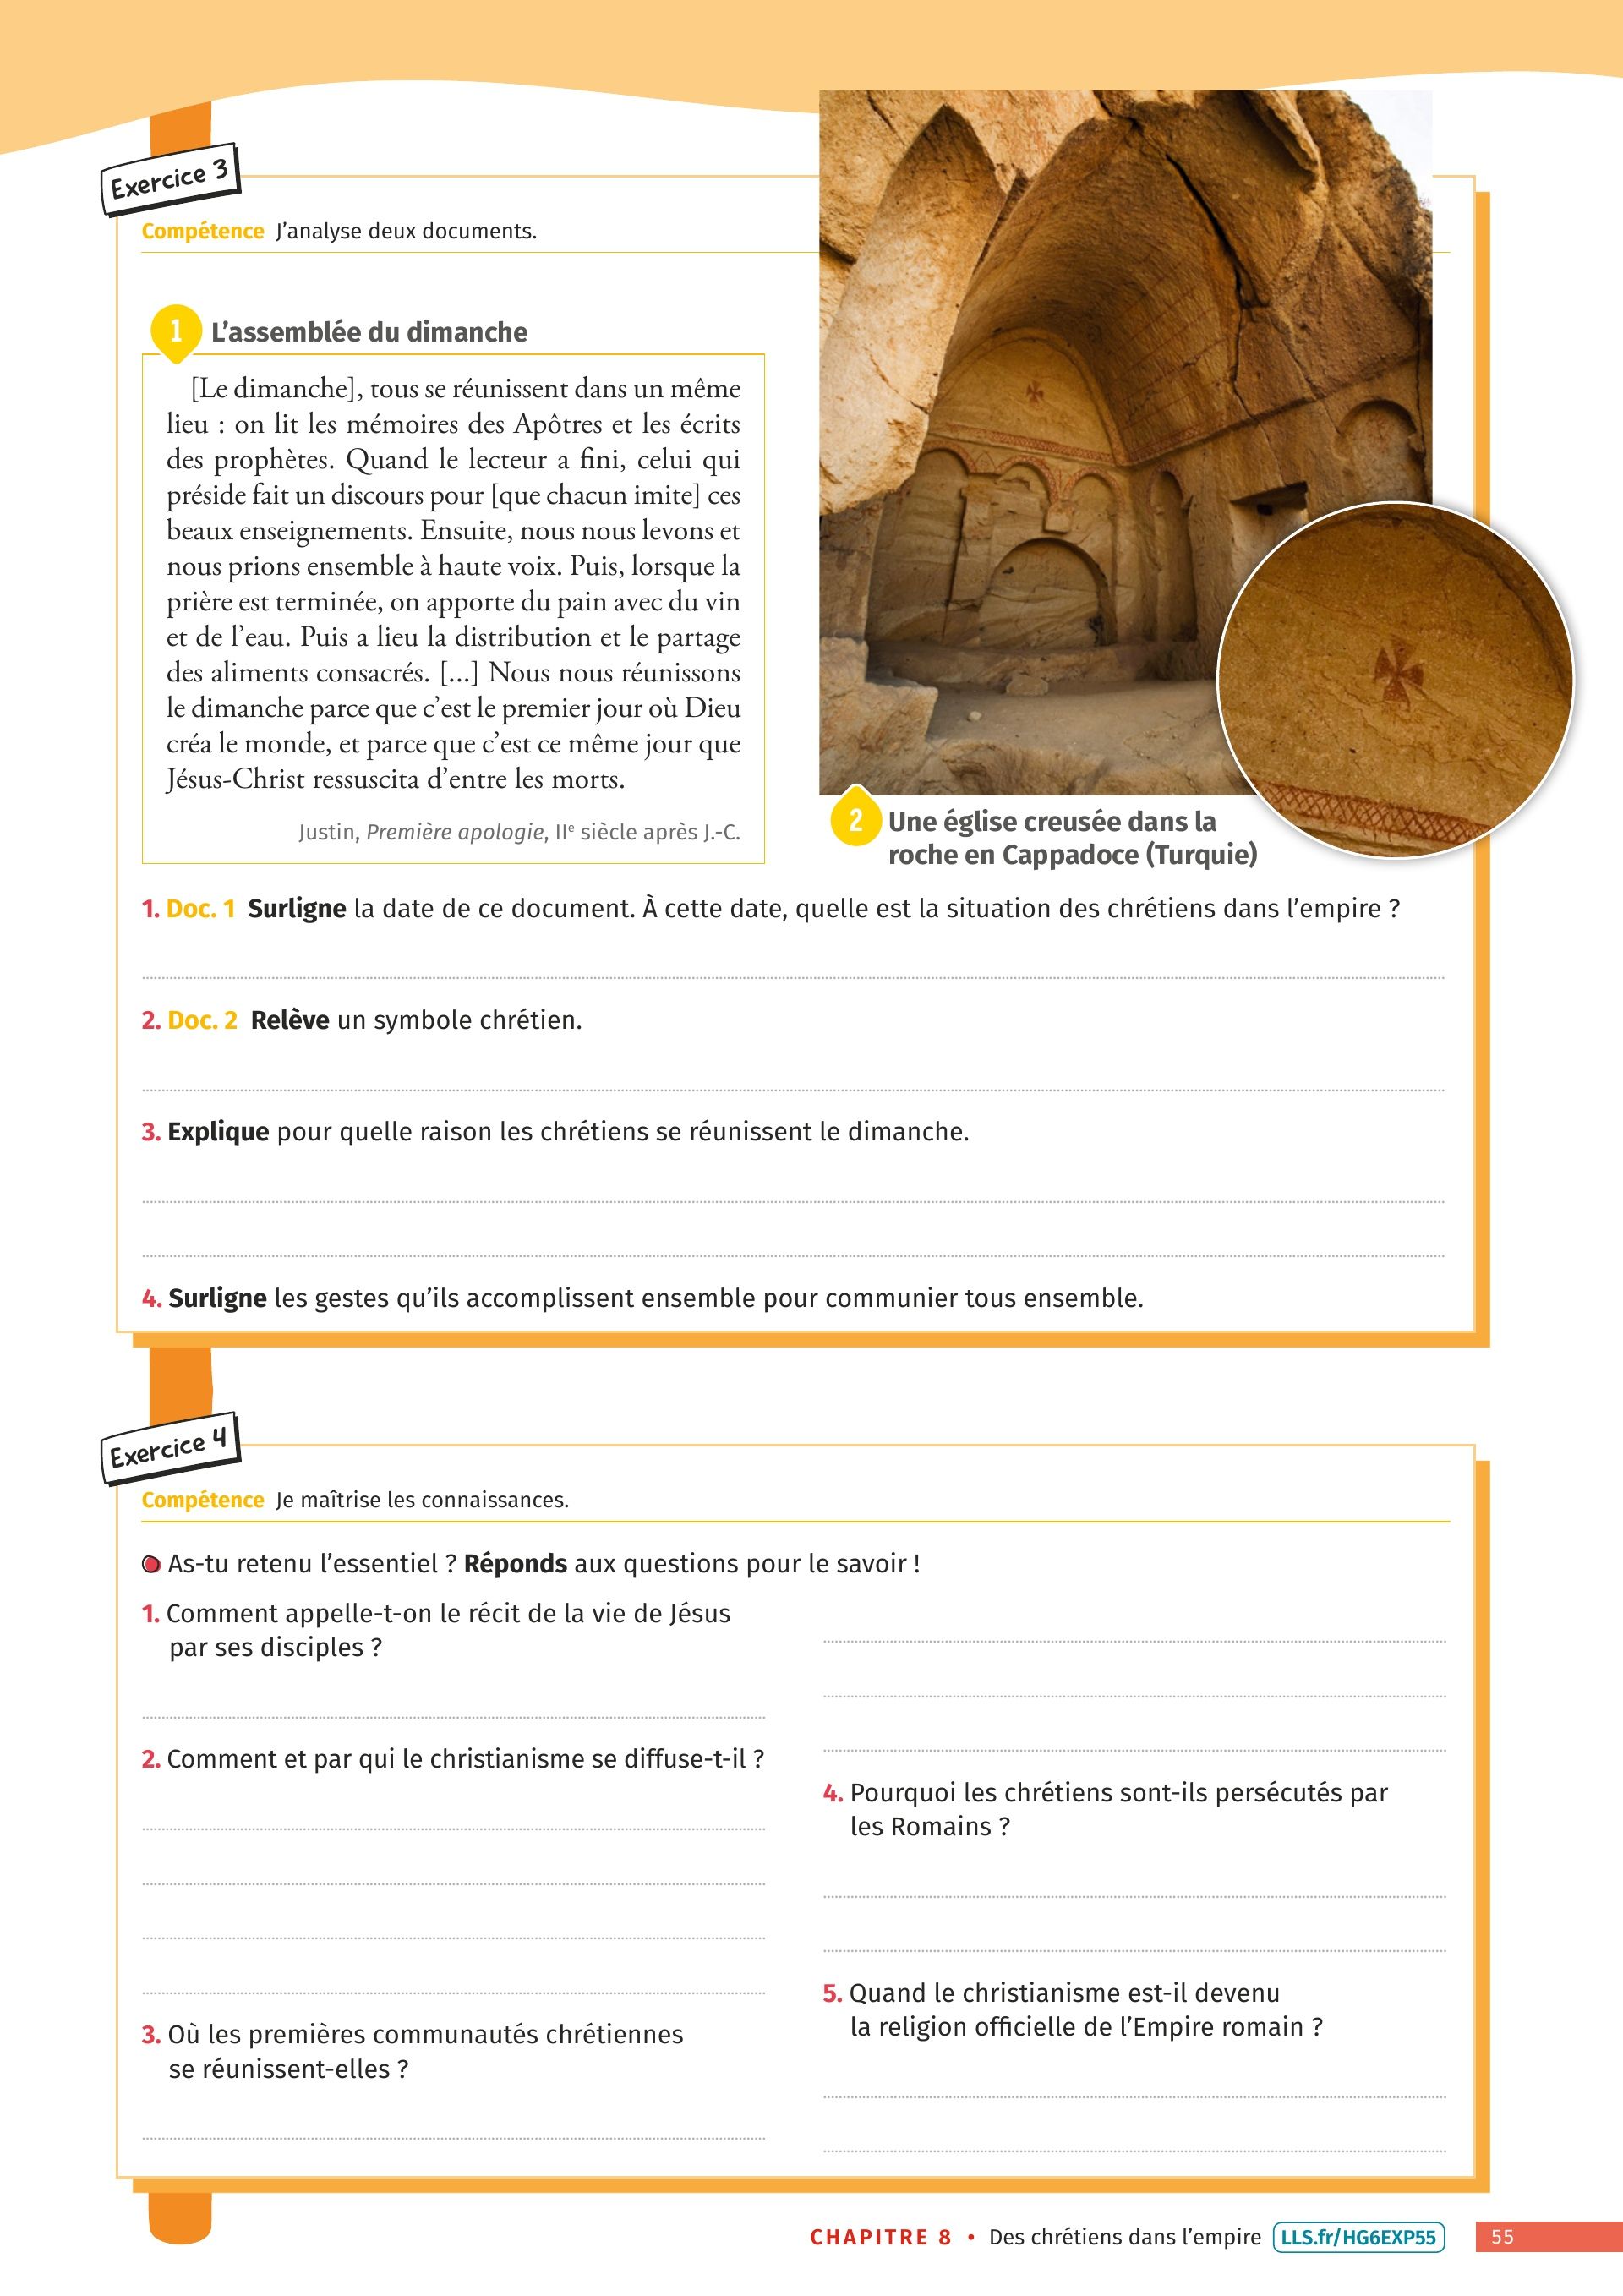 Exercice 3
Compétence J'analyse deux documents.
1 L'assemblée du dimanche
[Le dimanche], tous se réunissent dans un même
lieu : on lit les mémoires des Apôtres et les écrits
des prophètes. Quand le lecteur a fini, celui qui
préside fait un discours pour [que chacun imite] ces
beaux enseignements. Ensuite, nous nous levons et
nous prions ensemble à haute voix. Puis, lorsque la
prière est terminée, on apporte du pain avec du vin
et de l'eau. Puis a lieu la distribution et le partage
des aliments consacrés. [...] Nous nous réunissons
le dimanche parce que c'est le premier jour où Dieu
créa le monde, et parce que c'est ce même jour que
Jésus-Christ ressuscita d'entre les morts.
Justin, Première apologie, IIe siècle après J.-C.
2 Une église creusée dans la
roche en Cappadoce (Turquie)
1. Doc. 1 Surligne la date de ce document. À cette date, quelle est la situation des chrétiens dans l'empire ?
2. Doc. 2 Relève un symbole chrétien.
3. Explique pour quelle raison les chrétiens se réunissent le dimanche.
4. Surligne les gestes qu'ils accomplissent ensemble pour communier tous ensemble.
Exercice 4
Compétence Je maîtrise les connaissances.
As-tu retenu l'essentiel ? Réponds aux questions pour le savoir !
1. Comment appelle-t-on le récit de la vie de Jésus
par ses disciples ?
2. Comment et par qui le christianisme se diffuse-t-il ?
3. Où les premières communautés chrétiennes
se réunissent-elles ?
4. Pourquoi les chrétiens sont-ils persécutés par
les Romains ?
5. Quand le christianisme est-il devenu
la religion officielle de l'Empire romain ?
CHAPITRE 8 • Des chrétiens dans l'empire LLS.fr/HG6EXP55 55